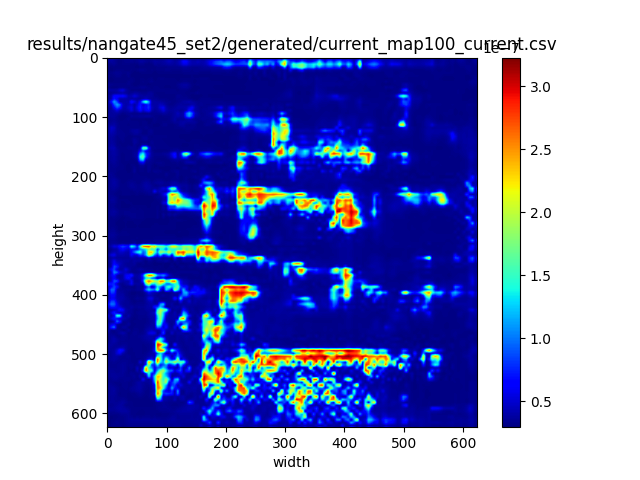 results/nangate45_set2/generated/current_map100_current.csv
1e−7
0
100
200
300
400
500
600
height
0 100 200 300 400 500 600
width
3.0
2.5
2.0
1.5
1.0
0.5